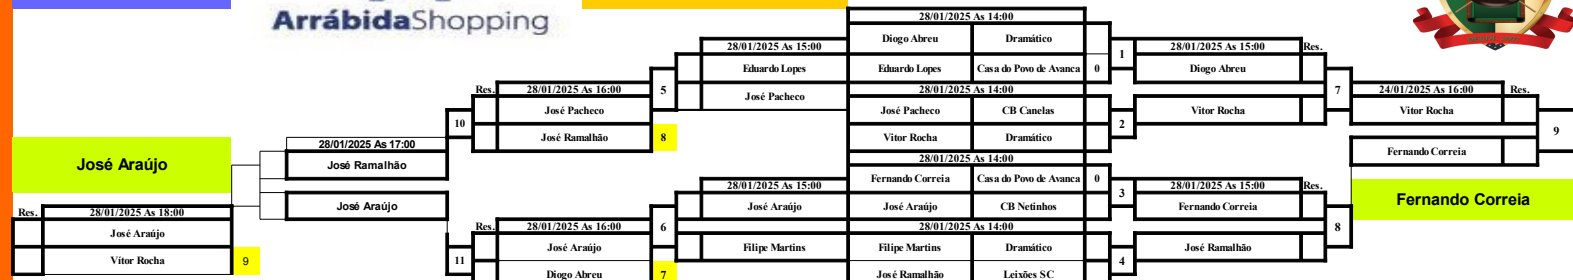 ArrábidaShopping
28/01/2025 As 14:00
Diogo Abreu Dramático
28/01/2025 As 15:00 1 28/01/2025 As 15:00 Res.
Eduardo Lopes Eduardo Lopes Casa do Povo de Avanca 0 Diogo Abreu
Res. 28/01/2025 As 16:00 5 José Pacheco 28/01/2025 As 14:00 7 24/01/2025 As 16:00 Res.
José Pacheco José Pacheco CB Canelas Vitor Rocha Vitor Rocha
10 2 9
José Ramalhão 8 Vitor Rocha Dramático
28/01/2025 As 17:00 Fernando Correia
José Araújo José Ramalhão 28/01/2025 As 14:00
Fernando Correia Casa do Povo de Avanca 0
28/01/2025 As 15:00 3 28/01/2025 As 15:00 Res.
José Araújo José Araújo José Araújo CB Netinhos Fernando Correia Fernando Correia
Res. 28/01/2025 As 18:00
Res. 28/01/2025 As 16:00 6 28/01/2025 As 14:00 8
José Araújo José Araújo Filipe Martins Filipe Martins Dramático José Ramalhão
Vítor Rocha 9 11 4
Diogo Abreu 7 José Ramalhão Leixões SC